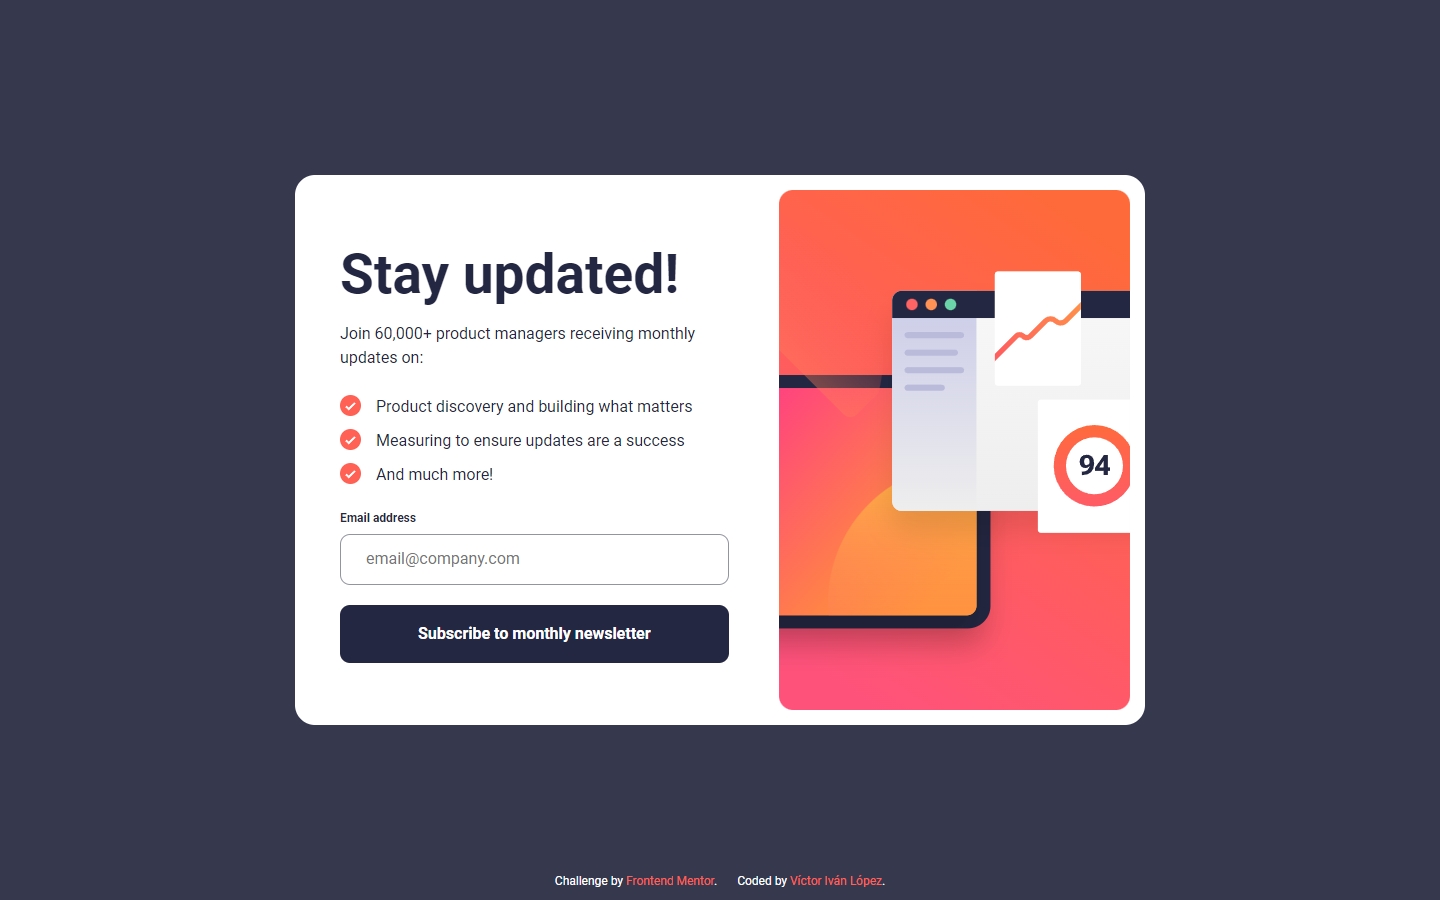 Stay updated!
Join 60,000+ product managers receiving monthly
updates on:
Product discovery and building what matters
Measuring to ensure updates are a success
And much more!
Email address
email@company.com
Subscribe to monthly newsletter
94
Challenge by Frontend Mentor. Coded by Víctor Iván López.